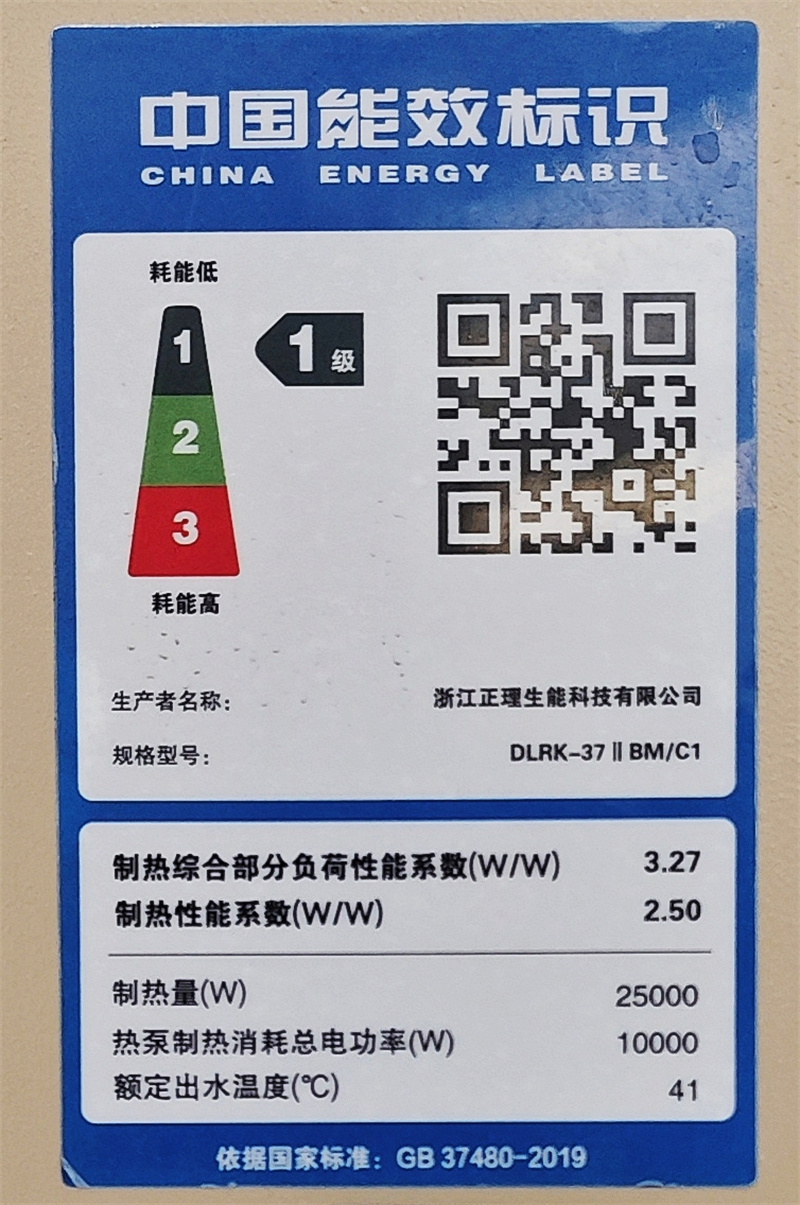 中国能效标识
CHINA ENERGY LABEL
耗能低
1
1级
2
3
耗能高
生产者名称： 浙江正理生能科技有限公司
规格型号： DLRK-37ⅡBM/C1
制热综合部分负荷性能系数(W/W) 3.27
制热性能系数(W/W) 2.50
制热量(W) 25000
热泵制热消耗总电功率(W) 10000
额定出水温度(℃) 41
依据国家标准：GB 37480-2019